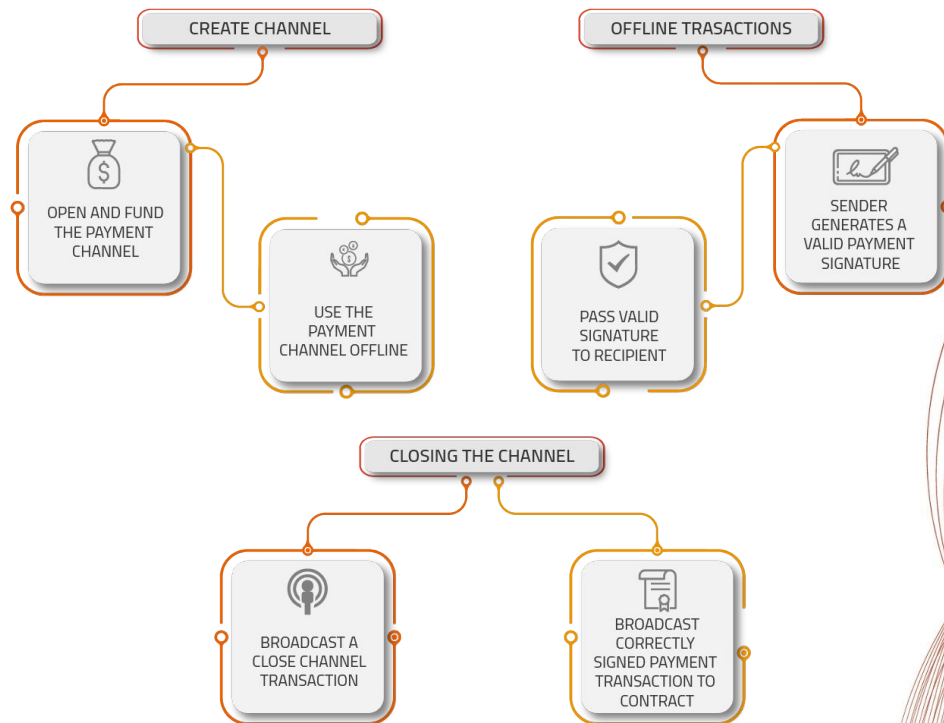 CREATE CHANNEL
OPEN AND FUND
THE PAYMENT
CHANNEL
USE THE
PAYMENT
CHANNEL OFFLINE
OFFLINE TRASACTIONS
SENDER
GENERATES A
VALID PAYMENT
SIGNATURE
PASS VALID
SIGNATURE
TO RECIPIENT
CLOSING THE CHANNEL
BROADCAST A
CLOSE CHANNEL
TRANSACTION
BROADCAST
CORRECTLY
SIGNED PAYMENT
TRANSACTION TO
CONTRACT